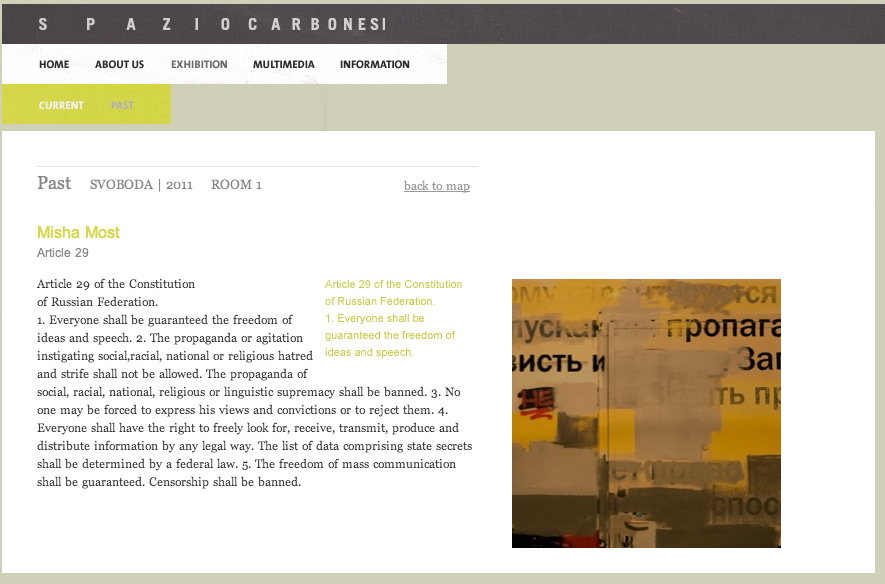 SPAZIOCARBONESI
HOME ABOUT US EXHIBITION MULTIMEDIA INFORMATION
CURRENT PAST
Past SVOBODA | 2011 ROOM 1 back to map
Misha Most
Article 29
Article 29 of the Constitution
of Russian Federation.
1. Everyone shall be guaranteed the freedom of
ideas and speech. 2. The propaganda or agitation
instigating social,racial, national or religious hatred
and strife shall not be allowed. The propaganda of
social, racial, national, religious or linguistic supremacy shall be banned. 3. No
one may be forced to express his views and convictions or to reject them. 4.
Everyone shall have the right to freely look for, receive, transmit, produce and
distribute information by any legal way. The list of data comprising state secrets
shall be determined by a federal law. 5. The freedom of mass communication
shall be guaranteed. Censorship shall be banned.
Article 29 of the Constitution
of Russian Federation.
1. Everyone shall be
guaranteed the freedom of
ideas and speech.
пуска пропага
висть и Заг
НЕ ть пр
спос